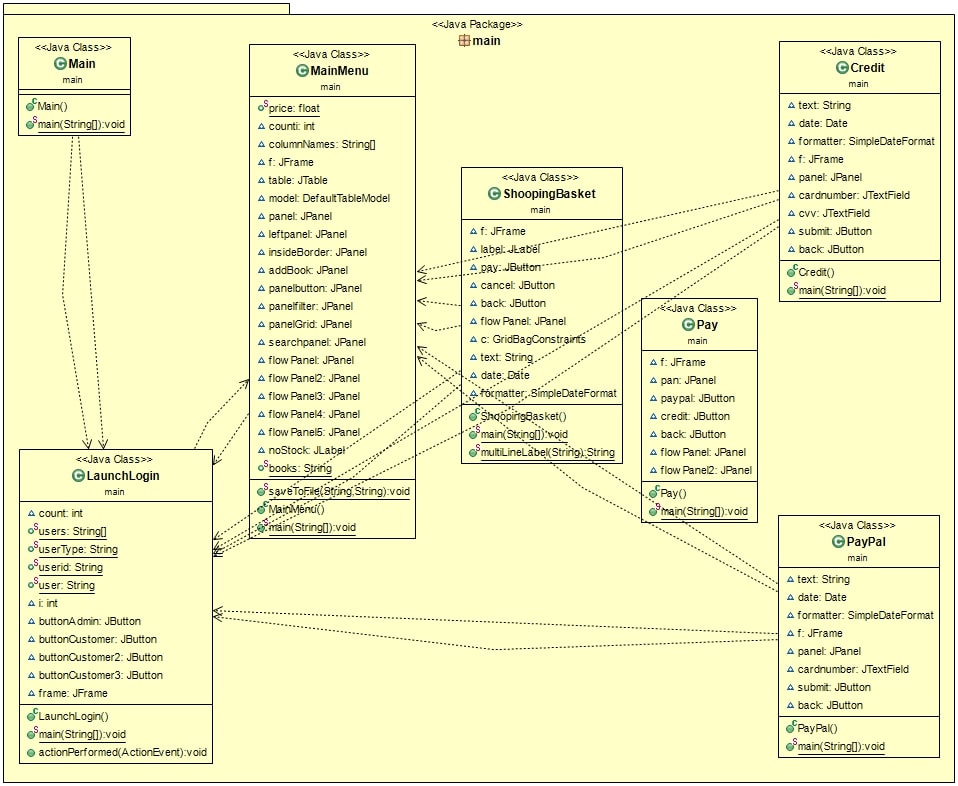 <<Java Package>>
main
<<Java Class>>
Main
main
Main()
main(String[]):void
<<Java Class>>
MainMenu
main
price: float
counti: int
columnNames: String[]
f: JFrame
table: JTable
model: DefaultTableModel
panel: JPanel
leftpanel: JPanel
insideBorder: JPanel
addBook: JPanel
panelbutton: JPanel
panelfilter: JPanel
panelGrid: JPanel
searchpanel: JPanel
flowPanel: JPanel
flowPanel2: JPanel
flowPanel3: JPanel
flowPanel4: JPanel
flowPanel5: JPanel
noStock: JLabel
books: String
saveToFile(String,String):void
MainMenu()
main(String[]):void
<<Java Class>>
ShoopingBasket
main
f: JFrame
label: JLabel
pay: JButton
cancel: JButton
back: JButton
flowPanel: JPanel
c: GridBagConstraints
text: String
date: Date
formatter: SimpleDateFormat
ShoopingBasket()
main(String[]):void
multiLineLabel(String):String
<<Java Class>>
Credit
main
text: String
date: Date
formatter: SimpleDateFormat
f: JFrame
panel: JPanel
cardnumber: JTextField
cvv: JTextField
submit: JButton
back: JButton
Credit()
main(String[]):void
<<Java Class>>
Pay
main
f: JFrame
pan: JPanel
paypal: JButton
credit: JButton
back: JButton
flowPanel: JPanel
flowPanel2: JPanel
Pay()
main(String[]):void
<<Java Class>>
LaunchLogin
main
count: int
users: String[]
userType: String
userid: String
user: String
i: int
buttonAdmin: JButton
buttonCustomer: JButton
buttonCustomer2: JButton
buttonCustomer3: JButton
frame: JFrame
LaunchLogin()
main(String[]):void
actionPerformed(ActionEvent):void
<<Java Class>>
PayPal
main
text: String
date: Date
formatter: SimpleDateFormat
f: JFrame
panel: JPanel
cardnumber: JTextField
submit: JButton
back: JButton
PayPal()
main(String[]):void